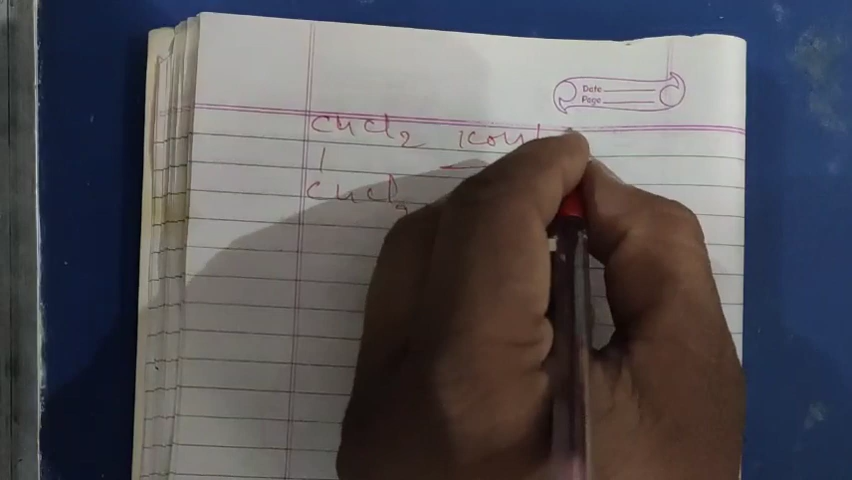 Date
Page
CHCl₂ KOH
|
CHCl₂